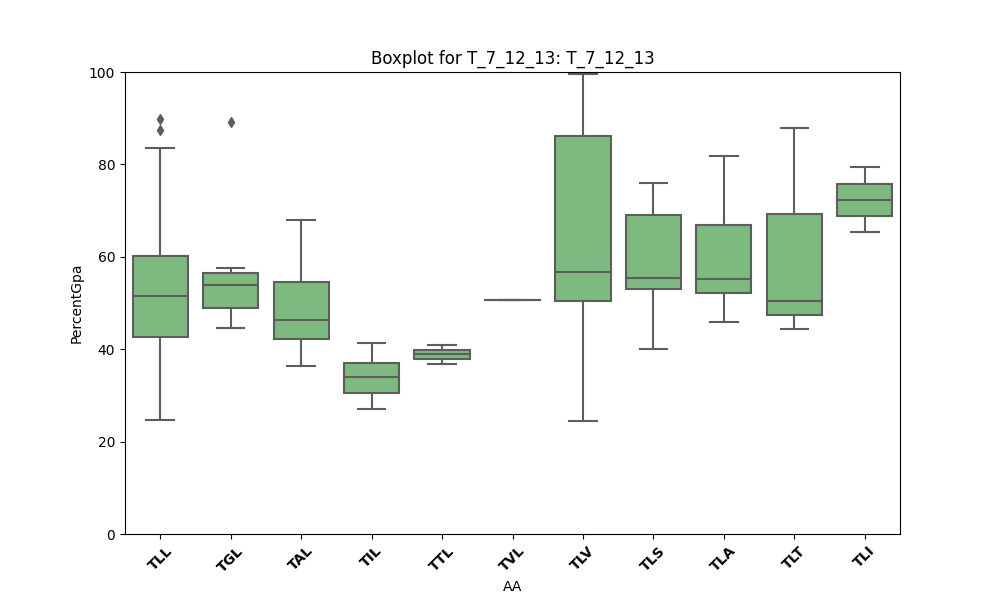 Boxplot for T_7_12_13: T_7_12_13
100
80
60
40
20
0
PercentGpa
TLL TGL TAL TIL TTL TVL TLV TLS TLA TLT TLI
AA